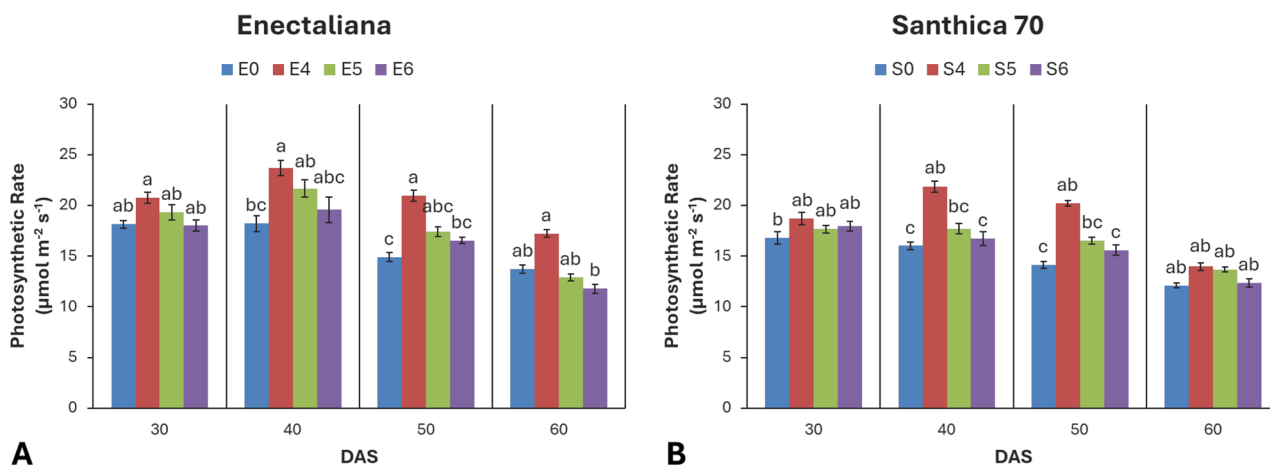 Enectaliana
E0 E4 E5 E6
Photosynthetic Rate
(µmol m⁻² s⁻¹)
30
25
20
15
10
5
0
ab a ab ab
bc a ab abc
c a abc bc
ab a ab b
30 40 50 60
DAS
A
Santhica 70
S0 S4 S5 S6
Photosynthetic Rate
(µmol m⁻² s⁻¹)
30
25
20
15
10
5
0
b ab ab ab
c ab bc c
c ab bc c
ab ab ab ab
30 40 50 60
DAS
B